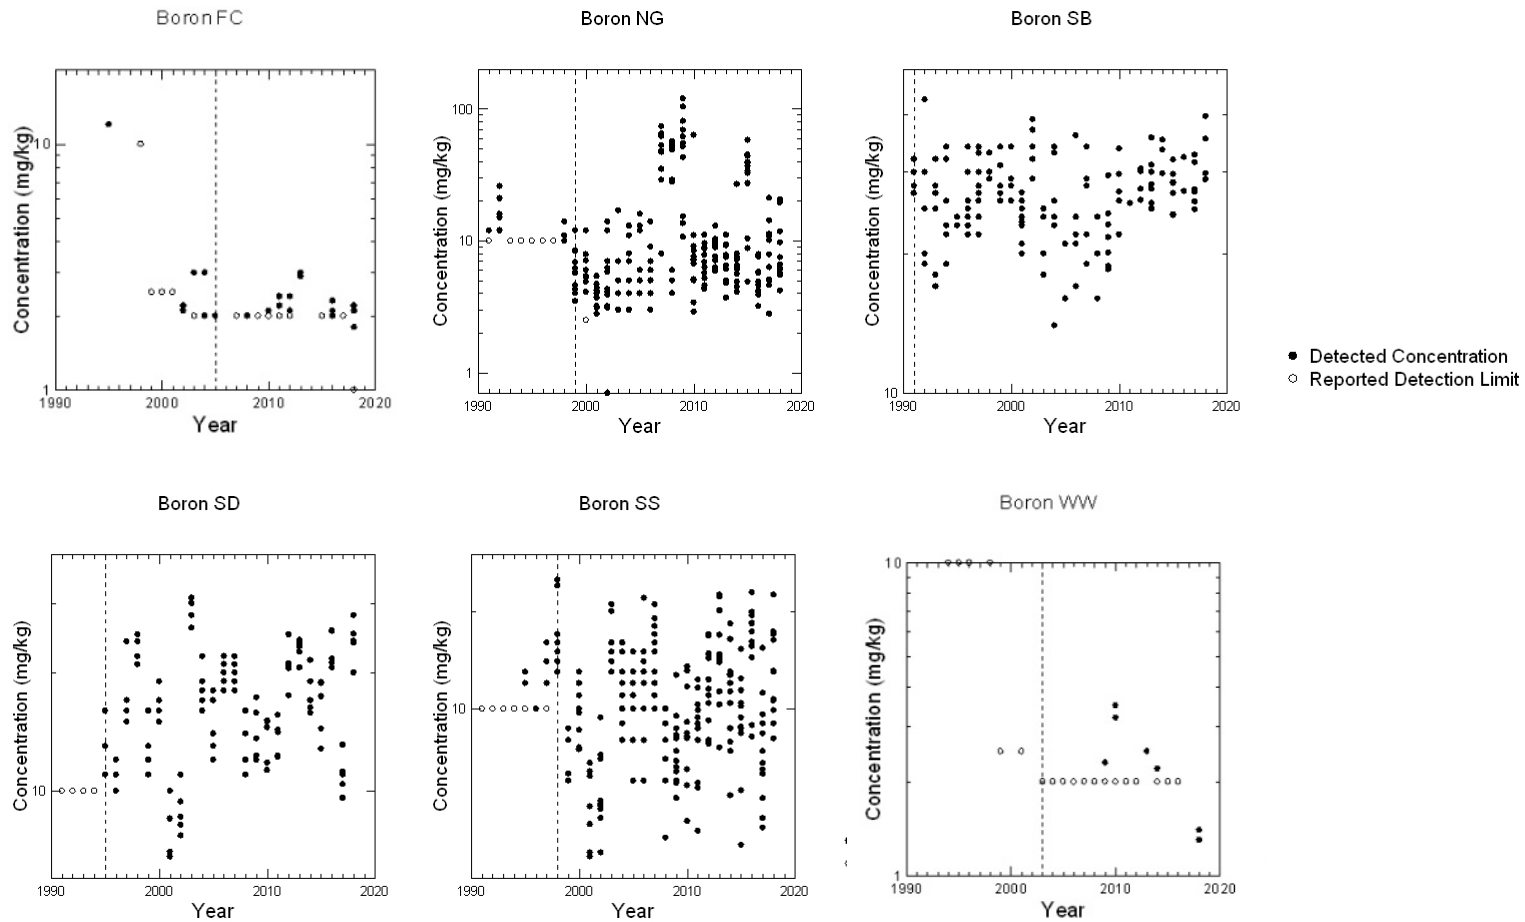 Boron FC
Boron NG
Boron SB
Concentration (mg/kg)
10
1
1990
2000
2010
2020
Year
Concentration (mg/kg)
100
10
1
1990
2000
2010
2020
Year
Concentration (mg/kg)
10
1990
2000
2010
2020
Year
Detected Concentration
Reported Detection Limit
Boron SD
Boron SS
Boron WW
Concentration (mg/kg)
10
1990
2000
2010
2020
Year
Concentration (mg/kg)
10
1990
2000
2010
2020
Year
Concentration (mg/kg)
10
1
1990
2000
2010
2020
Year